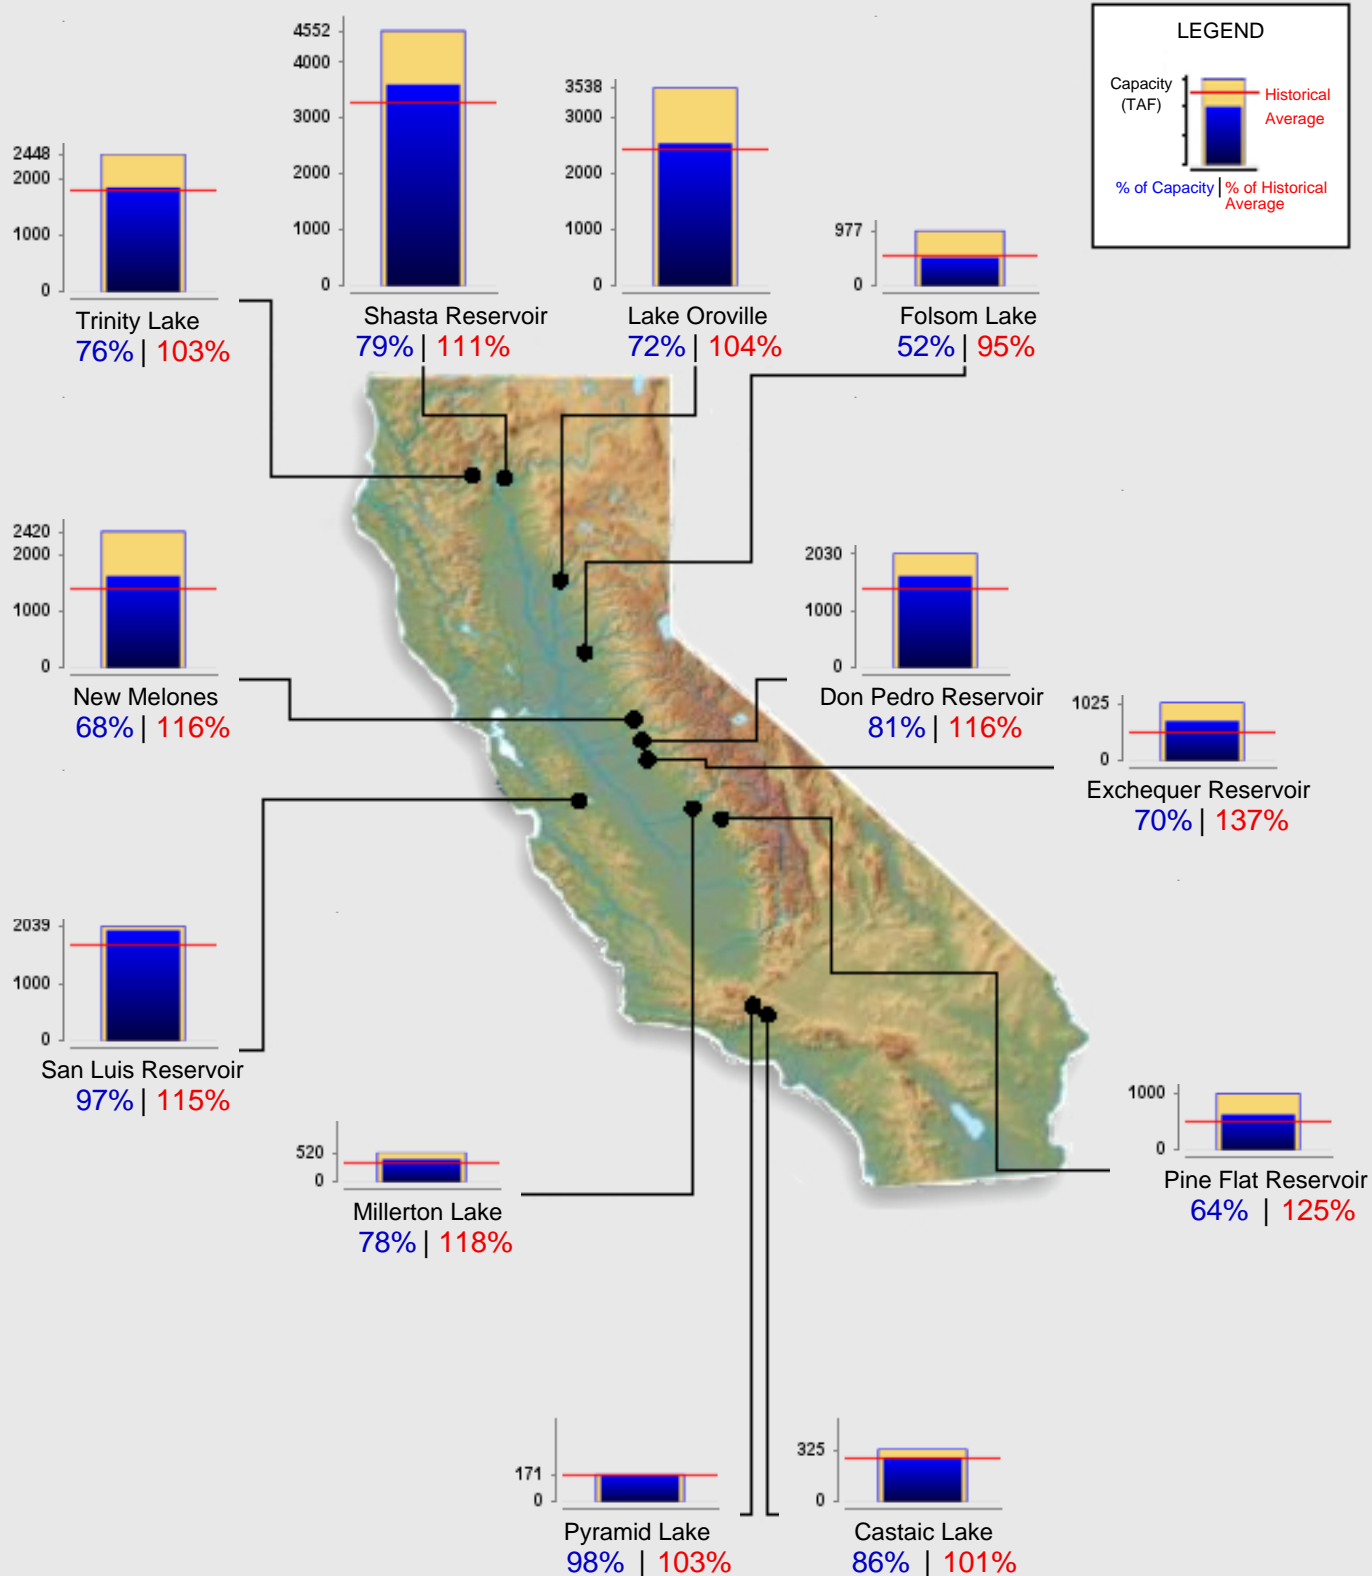 LEGEND
Capacity
(TAF)
Historical
Average
% of Capacity | % of Historical
Average
4552
4000
3000
2000
1000
0
Shasta Reservoir
79% | 111%
3538
3000
2000
1000
0
Lake Oroville
72% | 104%
2448
2000
1000
0
Trinity Lake
76% | 103%
977
0
Folsom Lake
52% | 95%
2420
2000
1000
0
New Melones
68% | 116%
2030
1000
0
Don Pedro Reservoir
81% | 116%
1025
0
Exchequer Reservoir
70% | 137%
2039
1000
0
San Luis Reservoir
97% | 115%
520
0
Millerton Lake
78% | 118%
1000
0
Pine Flat Reservoir
64% | 125%
171
0
Pyramid Lake
98% | 103%
325
0
Castaic Lake
86% | 101%